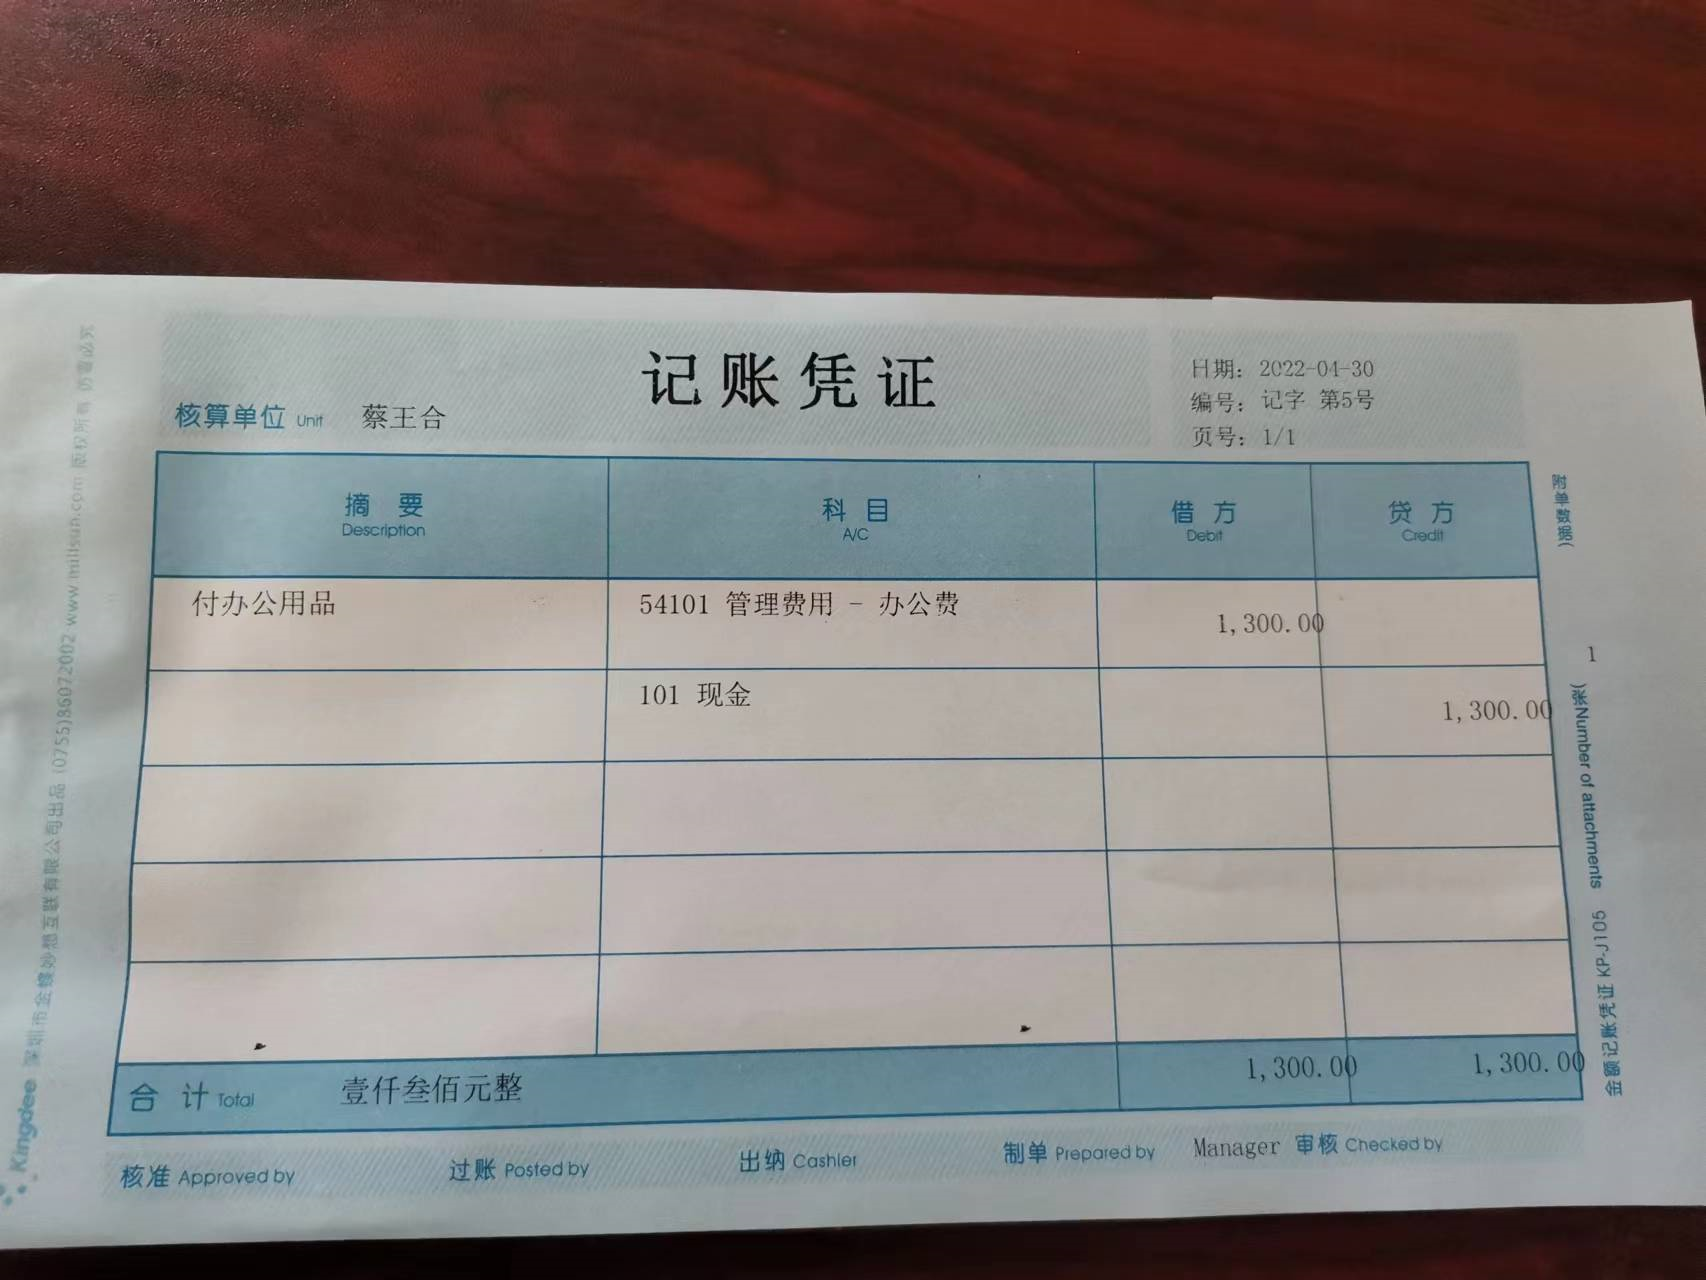 记账凭证
核算单位 Unit 蔡王合
日期: 2022-04-30
编号: 记字 第5号
页号: 1/1
摘要 科目 借方 贷方
Description A/C Debit Credit
付办公用品 54101 管理费用 - 办公费 1,300.00
101 现金 1,300.00
合计 Total 壹仟叁佰元整 1,300.00 1,300.00
核准 Approved by 过账 Posted by 出纳 Cashier 制单 Prepared by Manager 审核 Checked by
附单数据( 1 )张 Number of attachments
金额记账凭证 KP-J105
Kingdee 深圳市金蝶妙想互联有限公司出品 (0755)86072002 www.millsun.com 版权所有 仿冒必究